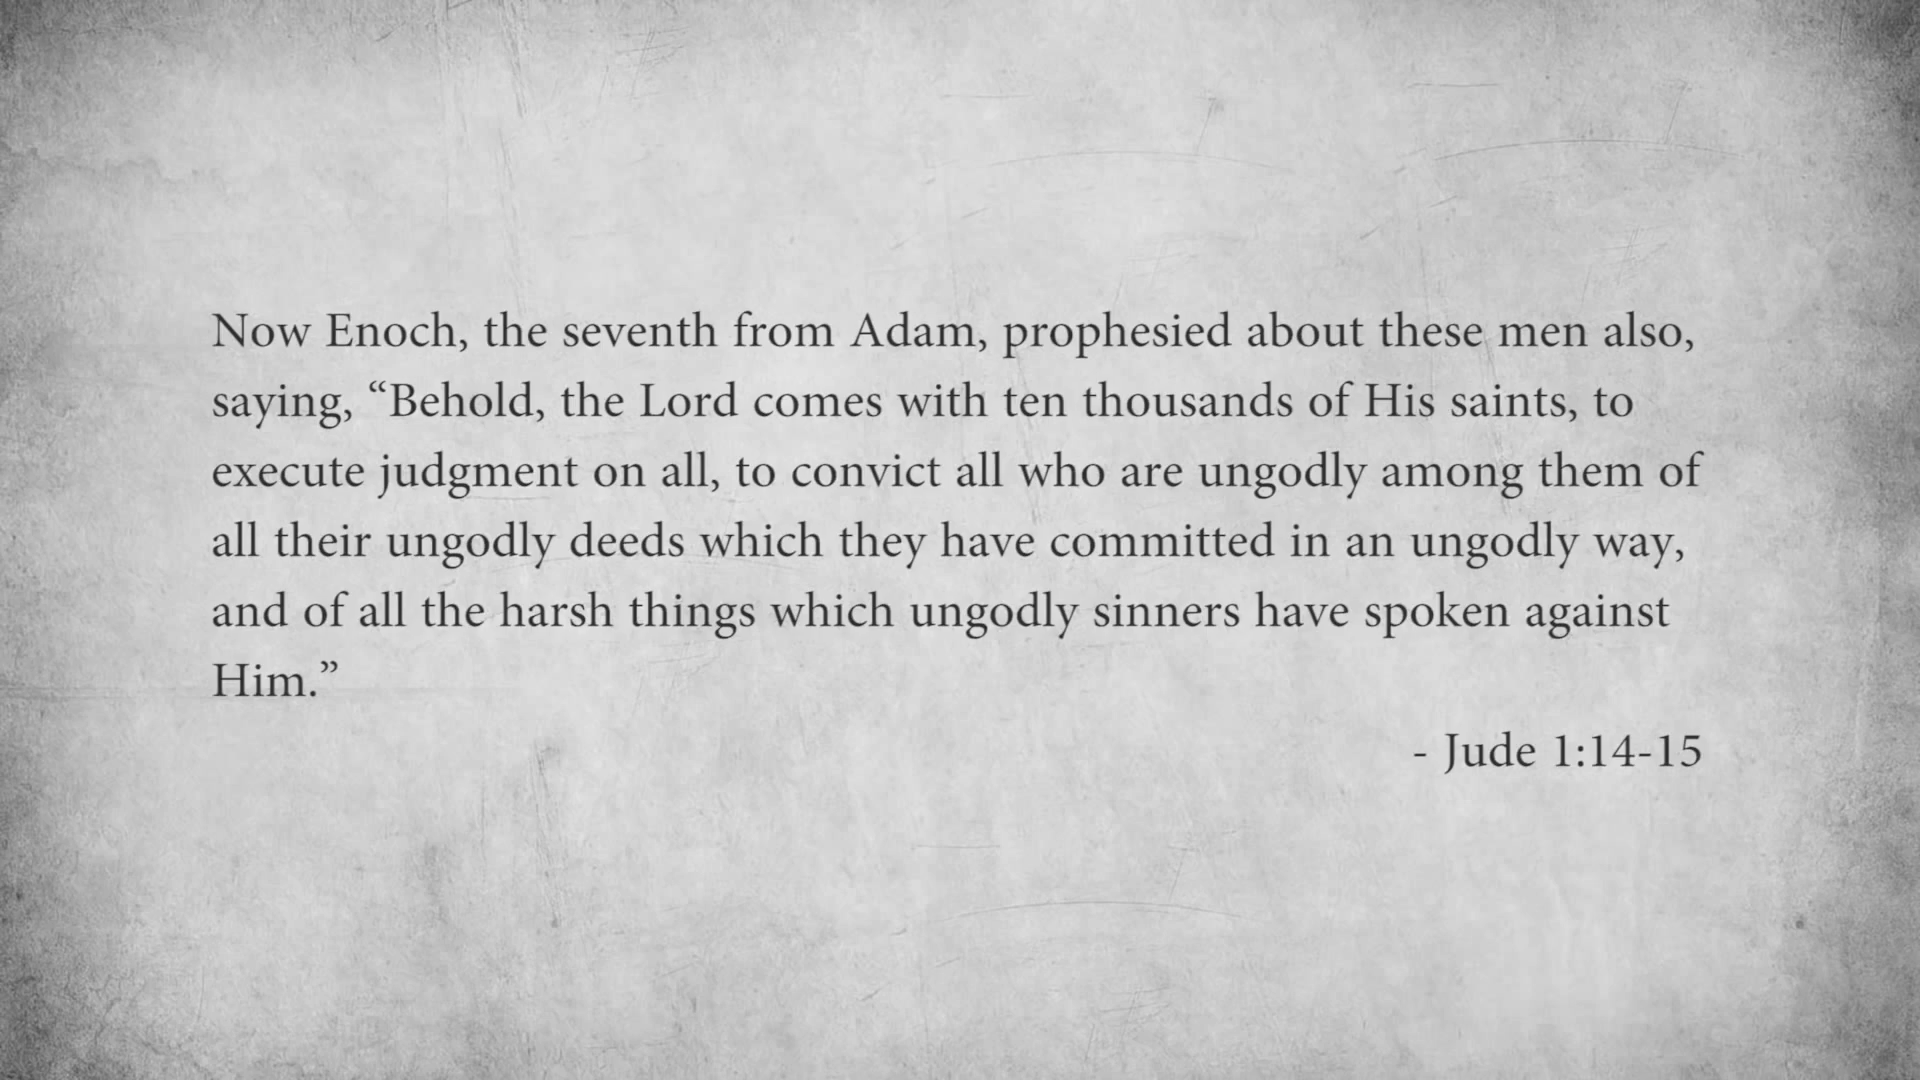 Now Enoch, the seventh from Adam, prophesied about these men also,
saying, “Behold, the Lord comes with ten thousands of His saints, to
execute judgment on all, to convict all who are ungodly among them of
all their ungodly deeds which they have committed in an ungodly way,
and of all the harsh things which ungodly sinners have spoken against
Him.”
- Jude 1:14-15